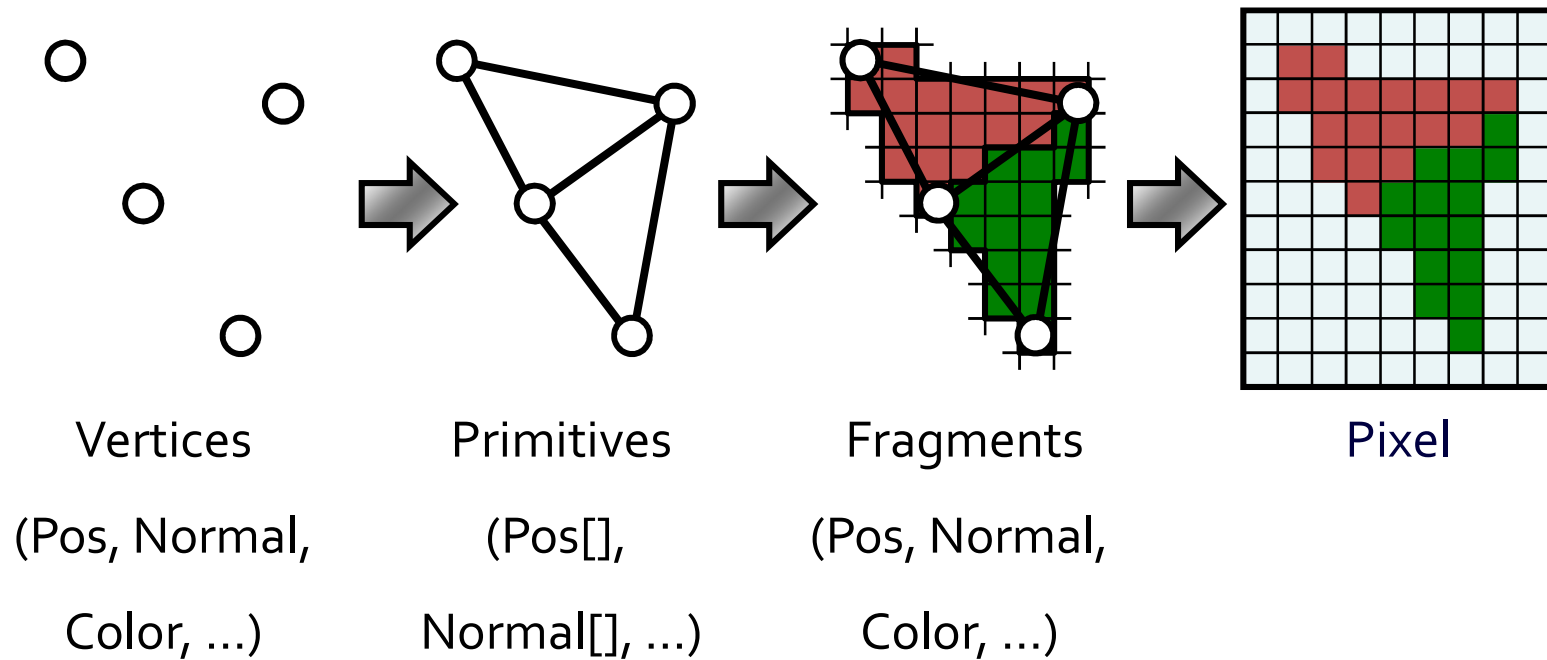 Vertices
(Pos, Normal,
Color, ...)
Primitives
(Pos[],
Normal[], ...)
Fragments
(Pos, Normal,
Color, ...)
Pixel